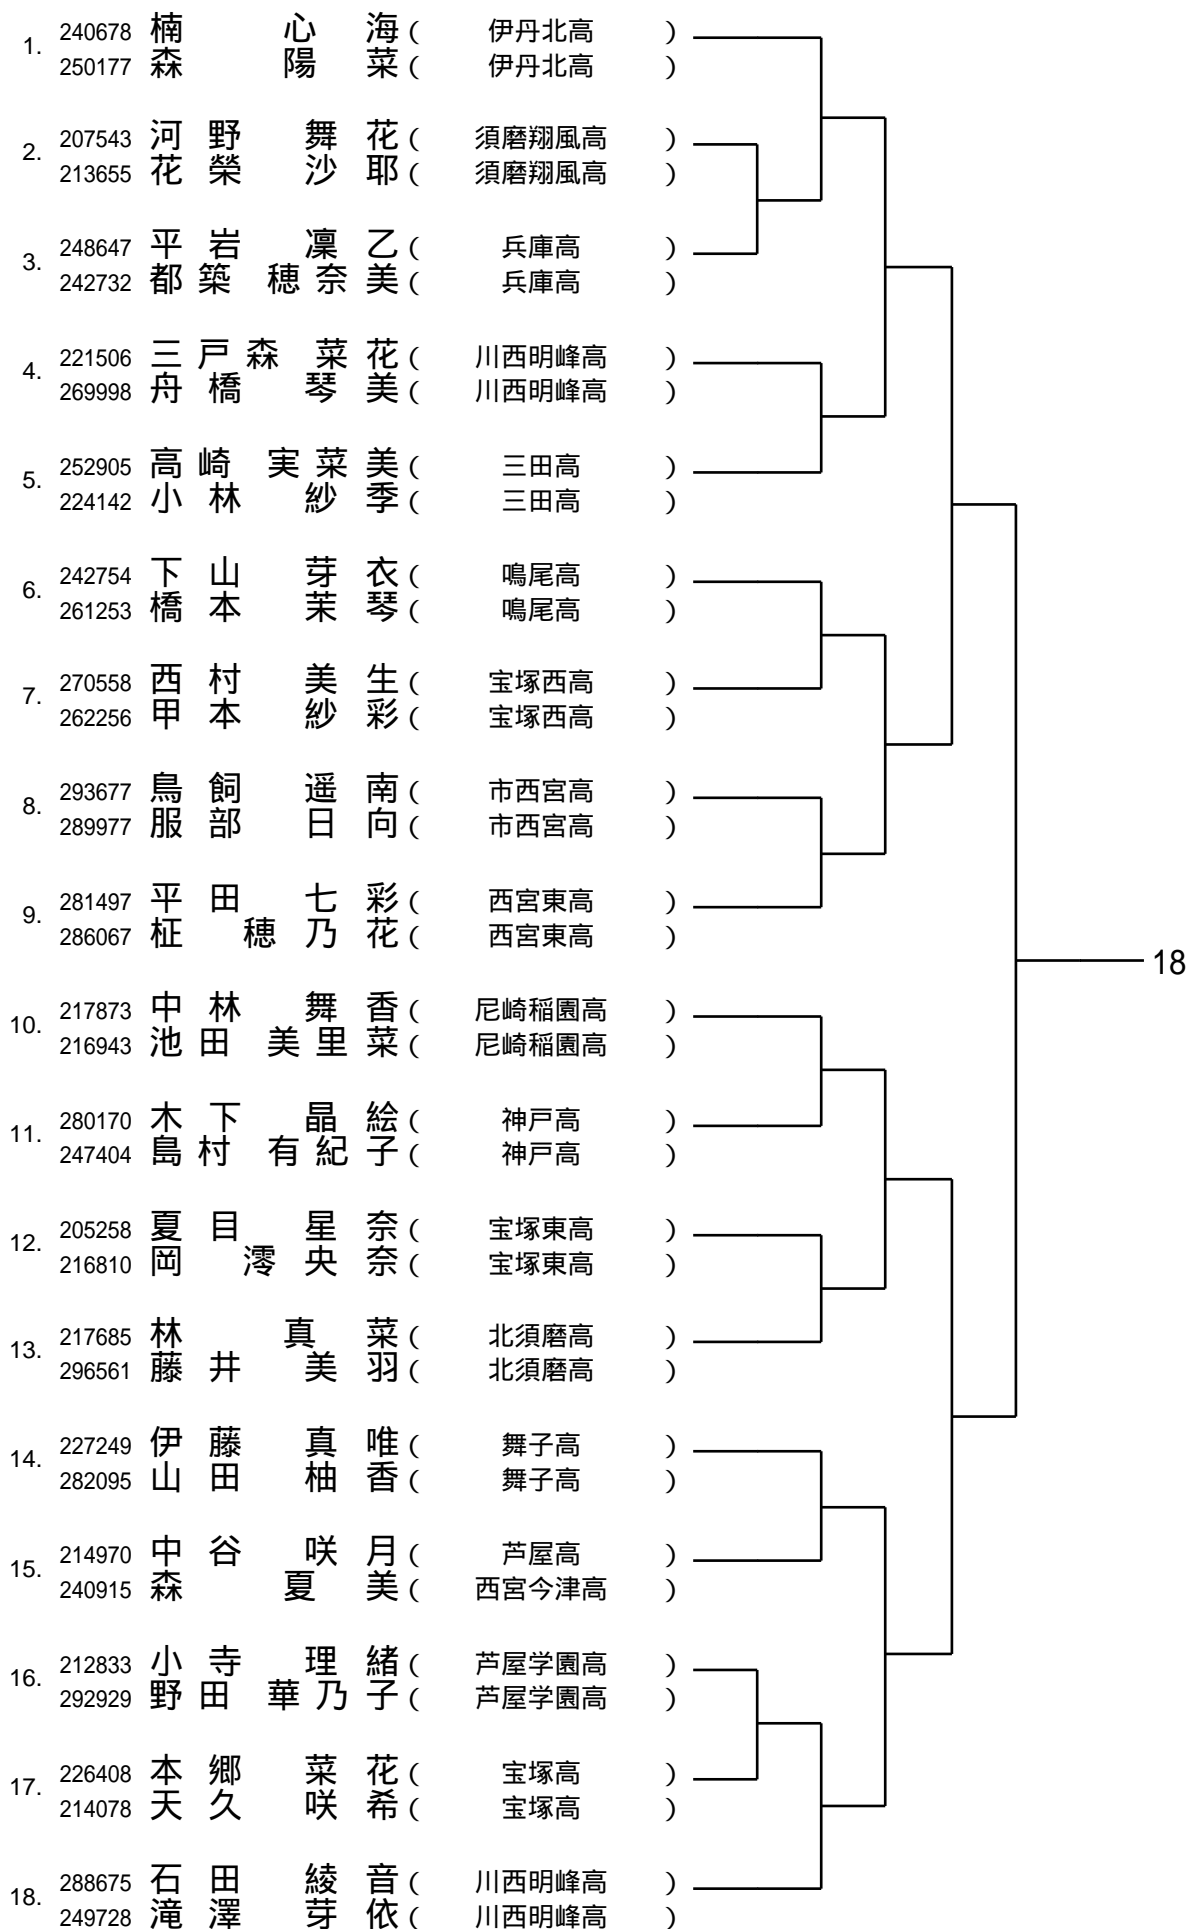 1. 240678 楠 心 海 ( 伊丹北高 )
250177 森 陽 菜 ( 伊丹北高 )
2. 207543 河 野 舞 花 ( 須磨翔風高 )
213655 花 榮 沙 耶 ( 須磨翔風高 )
3. 248647 平 岩 凜 乙 ( 兵庫高 )
242732 都 築 穂 奈 美 ( 兵庫高 )
4. 221506 三 戸 森 菜 花 ( 川西明峰高 )
269998 舟 橋 琴 美 ( 川西明峰高 )
5. 252905 高 崎 実 菜 美 ( 三田高 )
224142 小 林 紗 季 ( 三田高 )
6. 242754 下 山 芽 衣 ( 鳴尾高 )
261253 橋 本 茉 琴 ( 鳴尾高 )
7. 270558 西 村 美 生 ( 宝塚西高 )
262256 甲 本 紗 彩 ( 宝塚西高 )
8. 293677 鳥 飼 遥 南 ( 市西宮高 )
289977 服 部 日 向 ( 市西宮高 )
9. 281497 平 田 七 彩 ( 西宮東高 )
286067 柾 穂 乃 花 ( 西宮東高 )
18
10. 217873 中 林 舞 香 ( 尼崎稲園高 )
216943 池 田 美 里 菜 ( 尼崎稲園高 )
11. 280170 木 下 晶 絵 ( 神戸高 )
247404 島 村 有 紀 子 ( 神戸高 )
12. 205258 夏 目 星 奈 ( 宝塚東高 )
216810 岡 澪 央 奈 ( 宝塚東高 )
13. 217685 林 真 菜 ( 北須磨高 )
296561 藤 井 美 羽 ( 北須磨高 )
14. 227249 伊 藤 真 唯 ( 舞子高 )
282095 山 田 柚 香 ( 舞子高 )
15. 214970 中 谷 咲 月 ( 芦屋高 )
240915 森 夏 美 ( 西宮今津高 )
16. 212833 小 寺 理 緒 ( 芦屋学園高 )
292929 野 田 華 乃 子 ( 芦屋学園高 )
17. 226408 本 郷 菜 花 ( 宝塚高 )
214078 天 久 咲 希 ( 宝塚高 )
18. 288675 石 田 綾 音 ( 川西明峰高 )
249728 滝 澤 芽 依 ( 川西明峰高 )